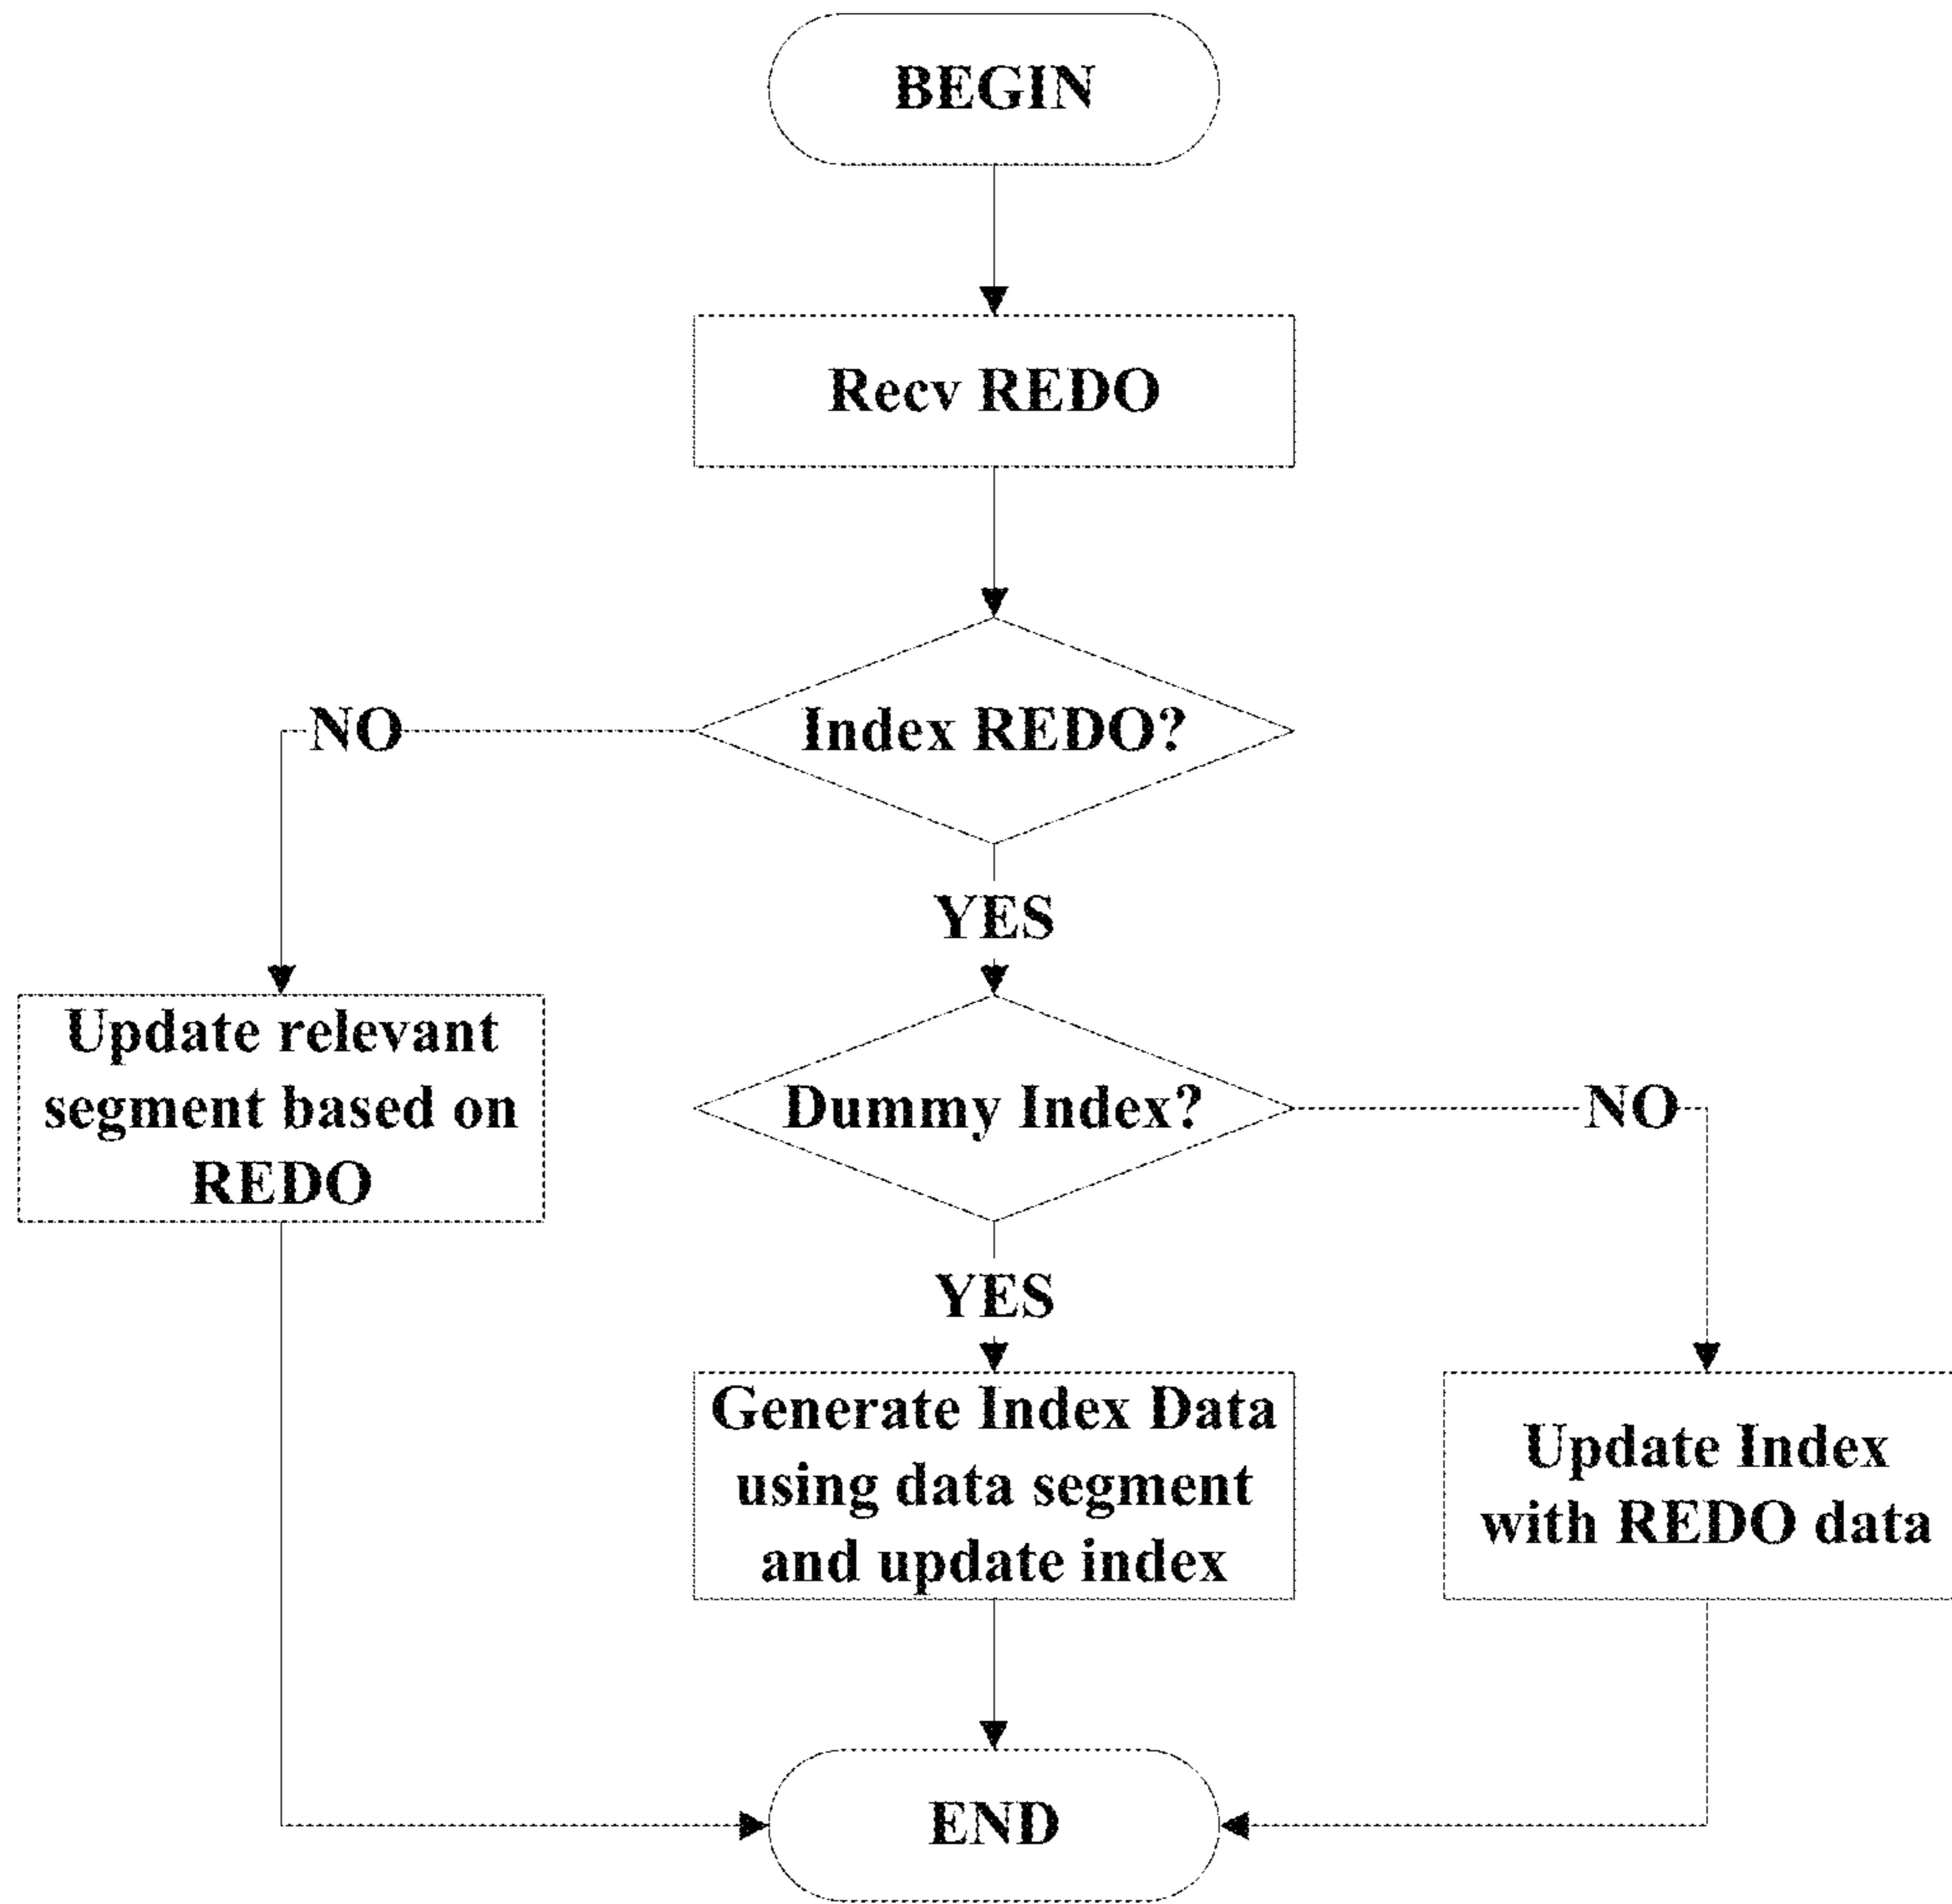 BEGIN
Recv REDO
Index REDO?
NO
YES
Update relevant
segment based on
REDO
Dummy Index?
NO
YES
Generate Index Data
using data segment
and update index
Update Index
with REDO data
END